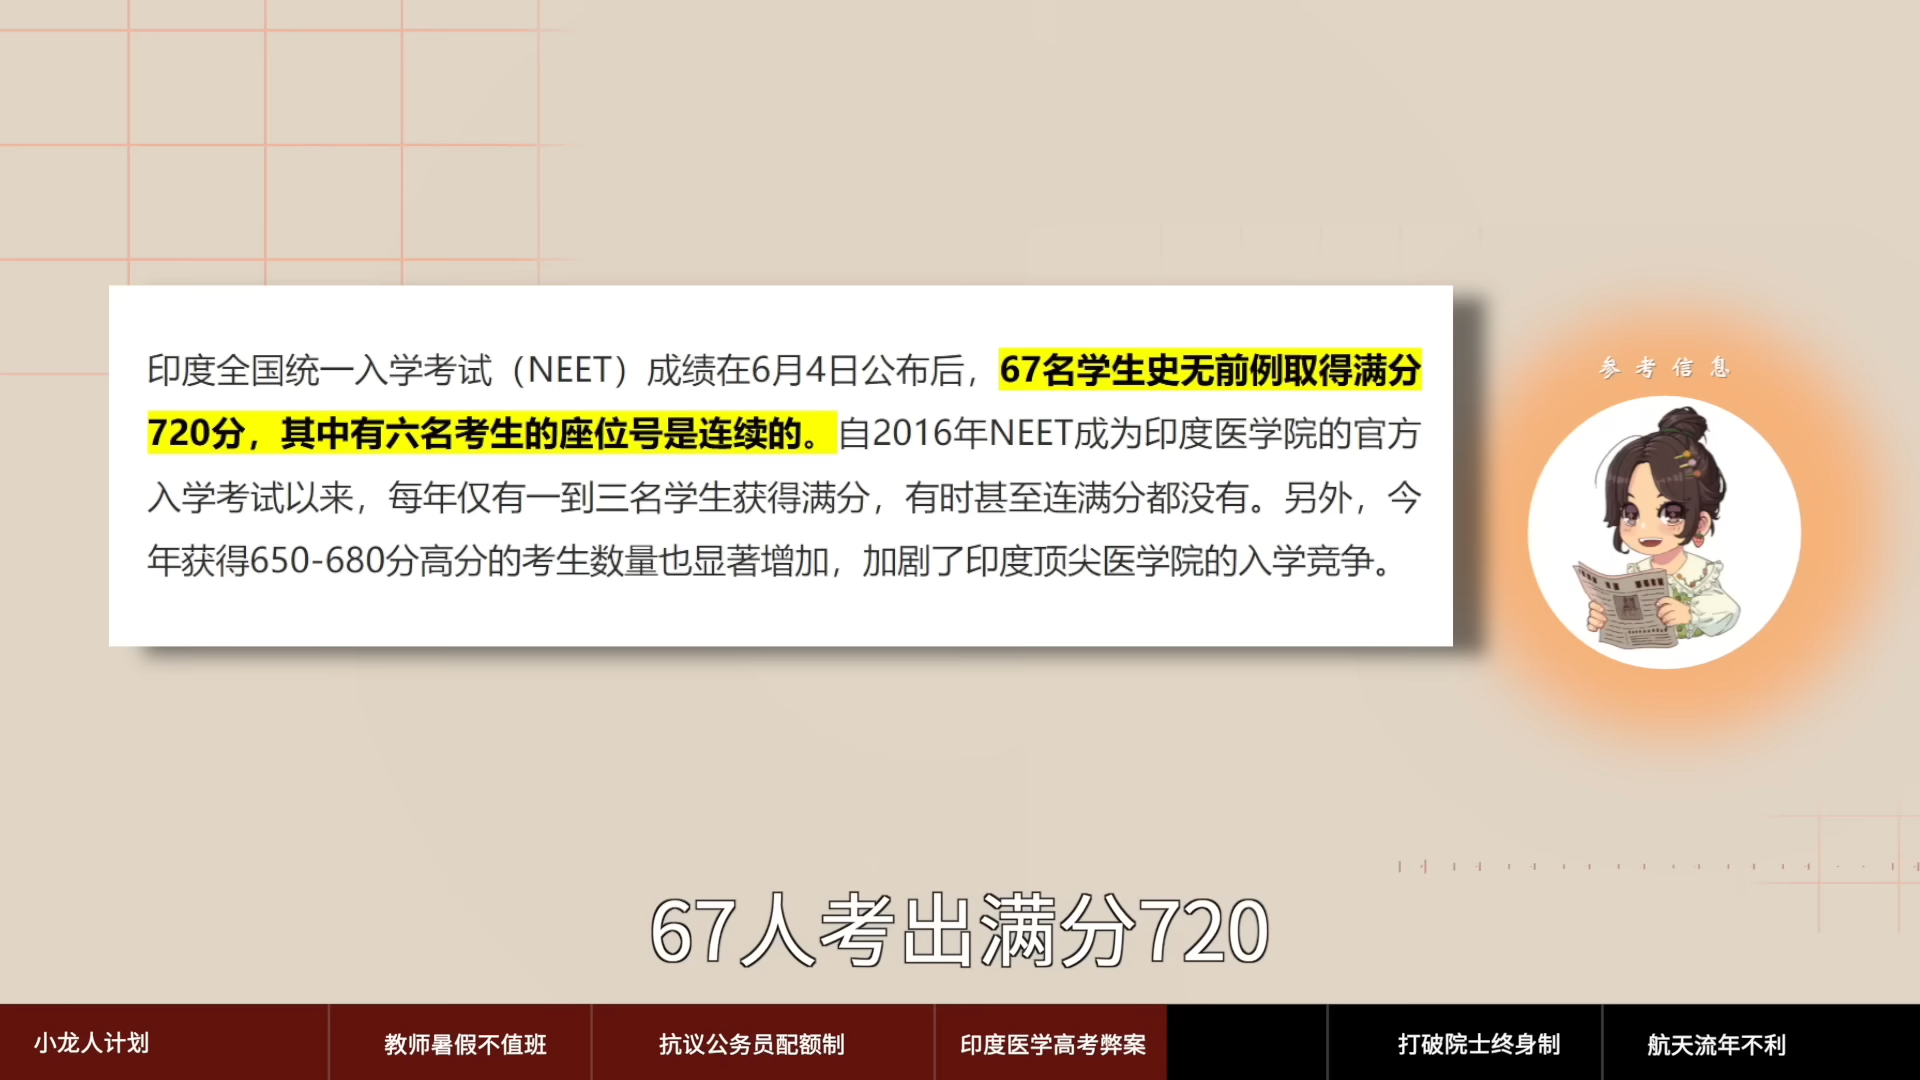 印度全国统一入学考试（NEET）成绩在6月4日公布后，67名学生史无前例取得满分
720分，其中有六名考生的座位号是连续的。自2016年NEET成为印度医学院的官方
入学考试以来，每年仅有一到三名学生获得满分，有时甚至连满分都没有。另外，今
年获得650-680分高分的考生数量也显著增加，加剧了印度顶尖医学院的入学竞争。
参考信息
67人考出满分720
小龙人计划
教师暑假不值班
抗议公务员配额制
印度医学高考弊案
打破院士终身制
航天流年不利